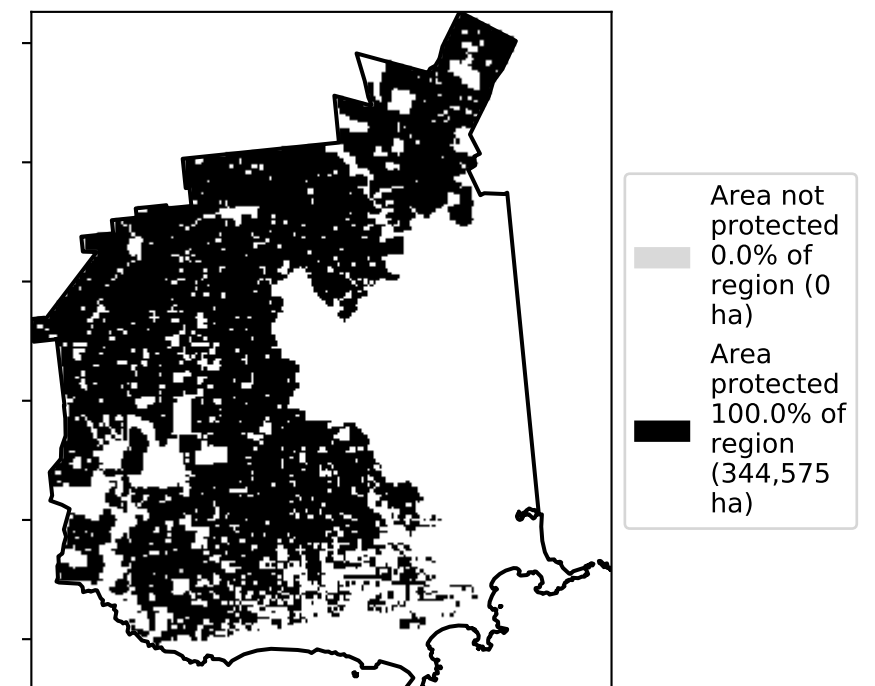 Area not
protected
0.0% of
region (0
ha)
Area
protected
100.0% of
region
(344,575
ha)